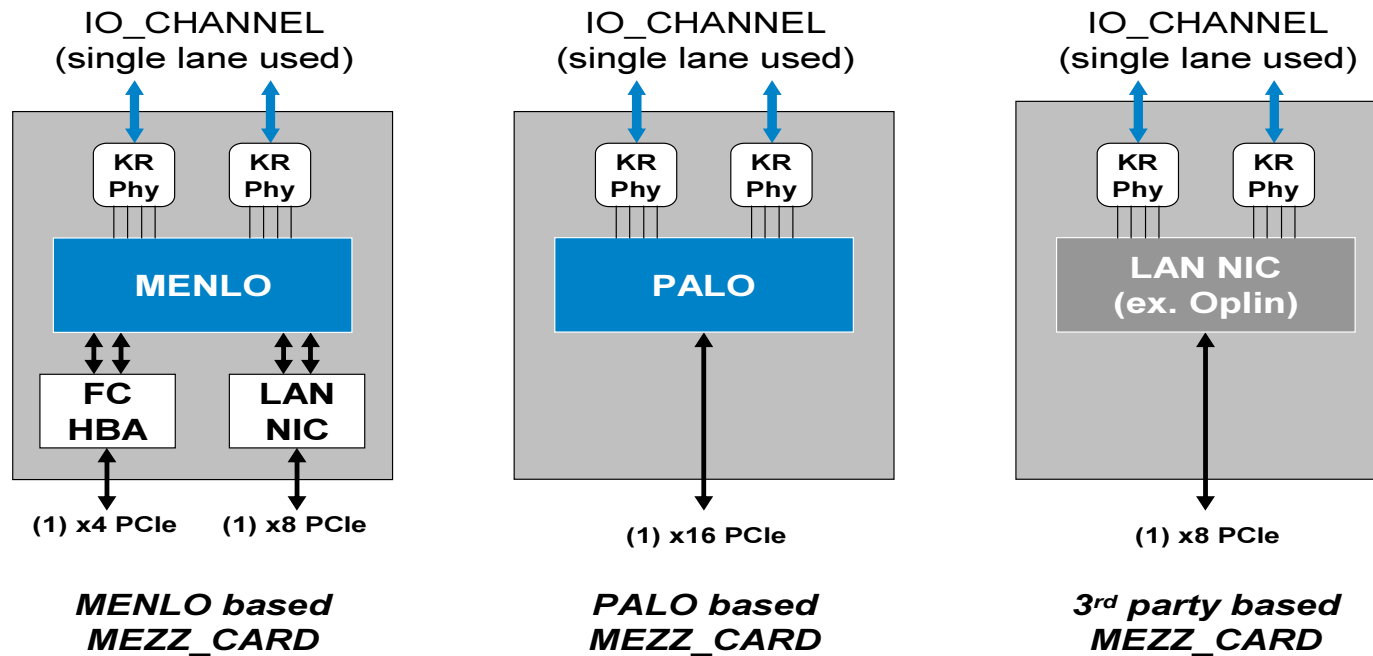 IO_CHANNEL
(single lane used)
KR
Phy
KR
Phy
MENLO
FC
HBA
LAN
NIC
(1) x4 PCIe
(1) x8 PCIe
MENLO based
MEZZ_CARD
IO_CHANNEL
(single lane used)
KR
Phy
KR
Phy
PALO
(1) x16 PCIe
PALO based
MEZZ_CARD
IO_CHANNEL
(single lane used)
KR
Phy
KR
Phy
LAN NIC
(ex. Oplin)
(1) x8 PCIe
3rd party based
MEZZ_CARD